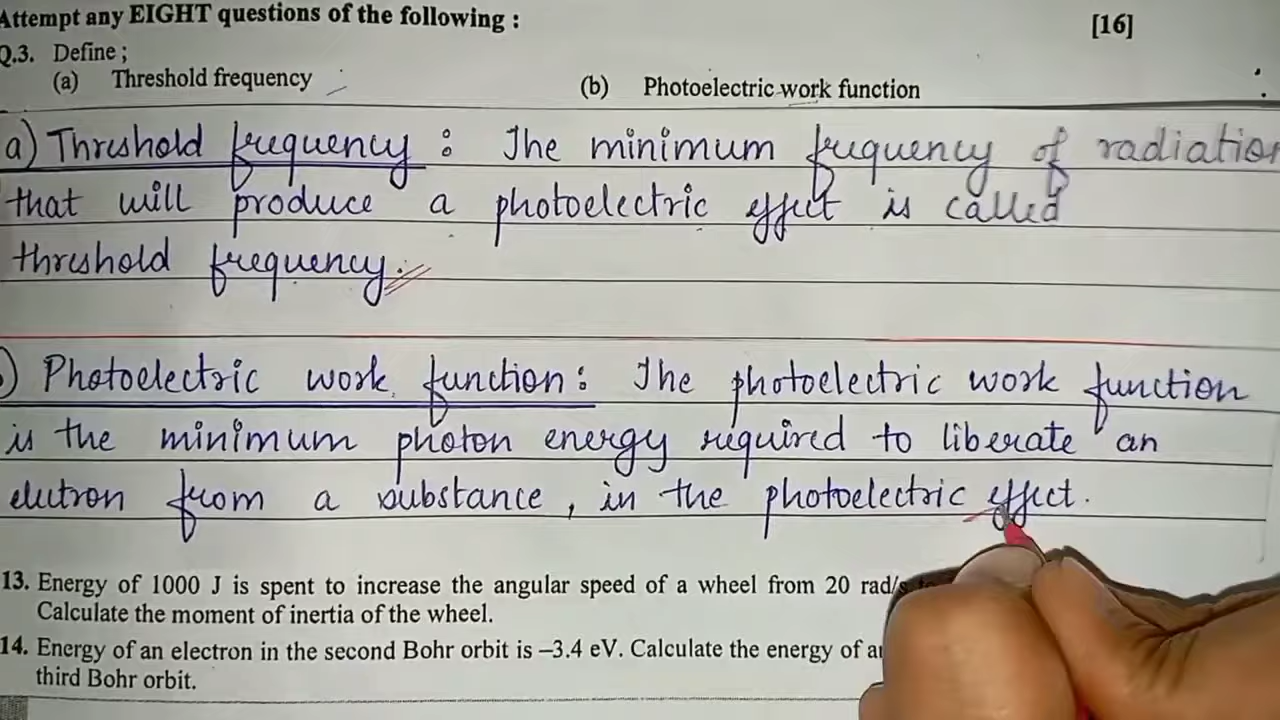 Attempt any EIGHT questions of the following : [16]
Q.3. Define ;
(a) Threshold frequency (b) Photoelectric work function
a) Threshold frequency : The minimum frequency of radiation
that will produce a photoelectric effect is called
threshold frequency.
) Photoelectric work function : The photoelectric work function
is the minimum photon energy required to liberate an
electron from a substance, in the photoelectric effect.
13. Energy of 1000 J is spent to increase the angular speed of a wheel from 20 rad/s
Calculate the moment of inertia of the wheel.
14. Energy of an electron in the second Bohr orbit is –3.4 eV. Calculate the energy of
third Bohr orbit.